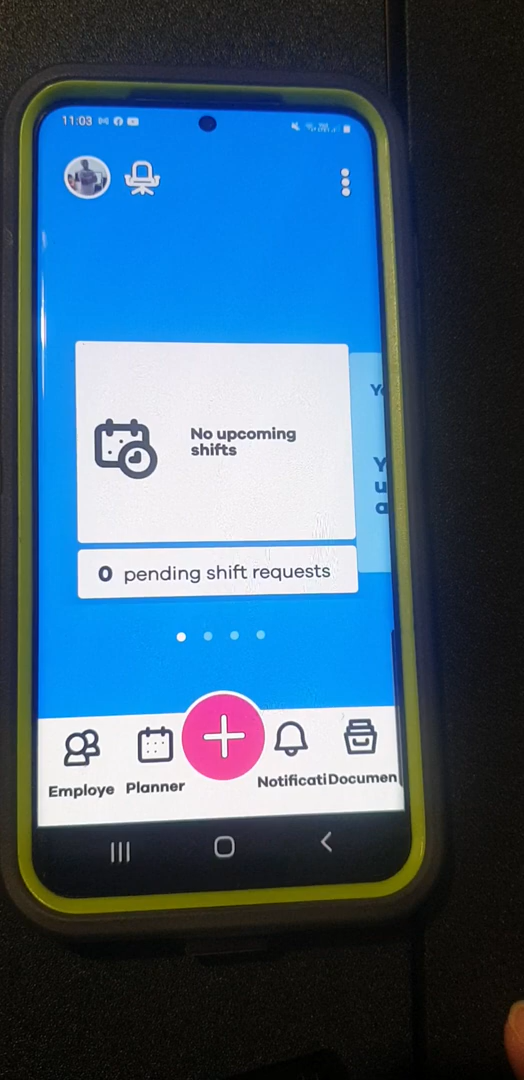 11:03
No upcoming
shifts
0 pending shift requests
Y
u
a
Employe
Planner
Notificati
Documen